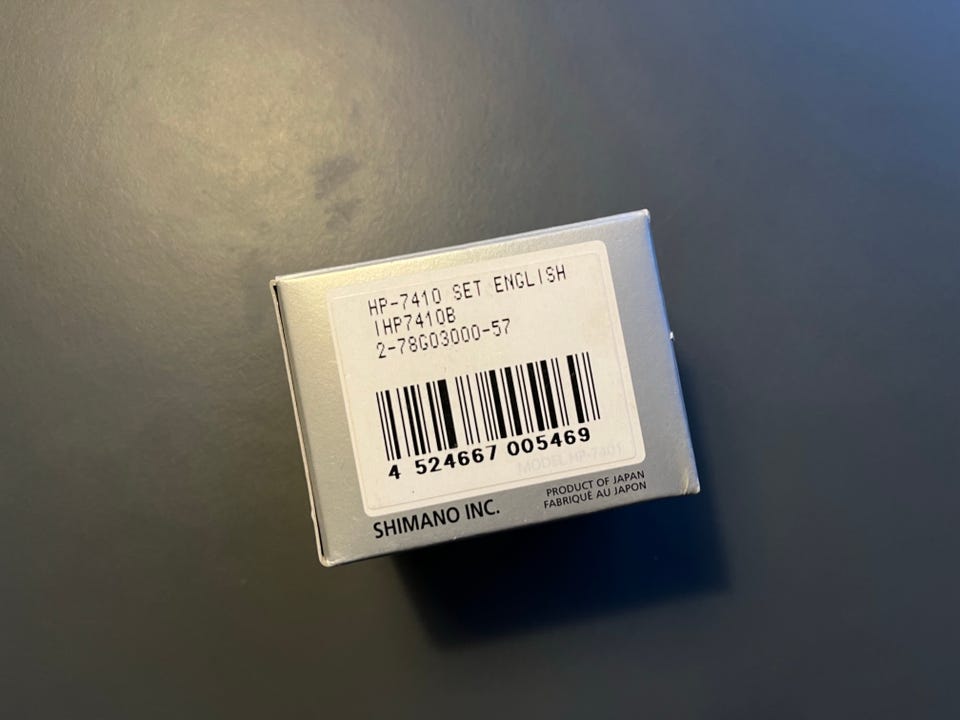 HP-7410 SET ENGLISH
IHP7410B
2-78G03000-57
4 524667 005469
MODEL HP-7401
SHIMANO INC.
PRODUCT OF JAPAN
FABRIQUÉ AU JAPON